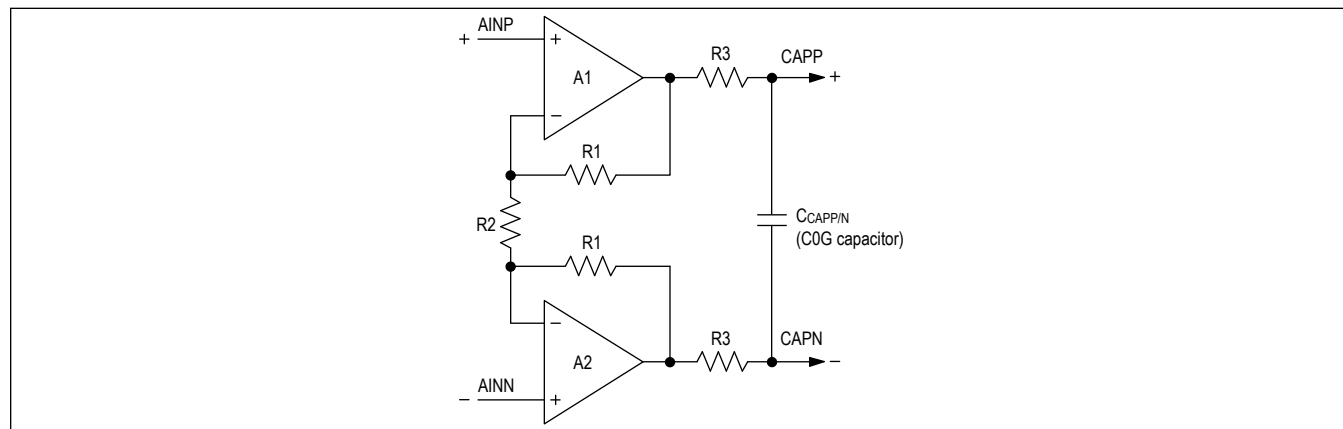 + AINP
+
A1
−
R3
CAPP
+
R1
R2
CCAPP/N
(C0G capacitor)
R1
−
A2
R3
CAPN
−
− AINN
+